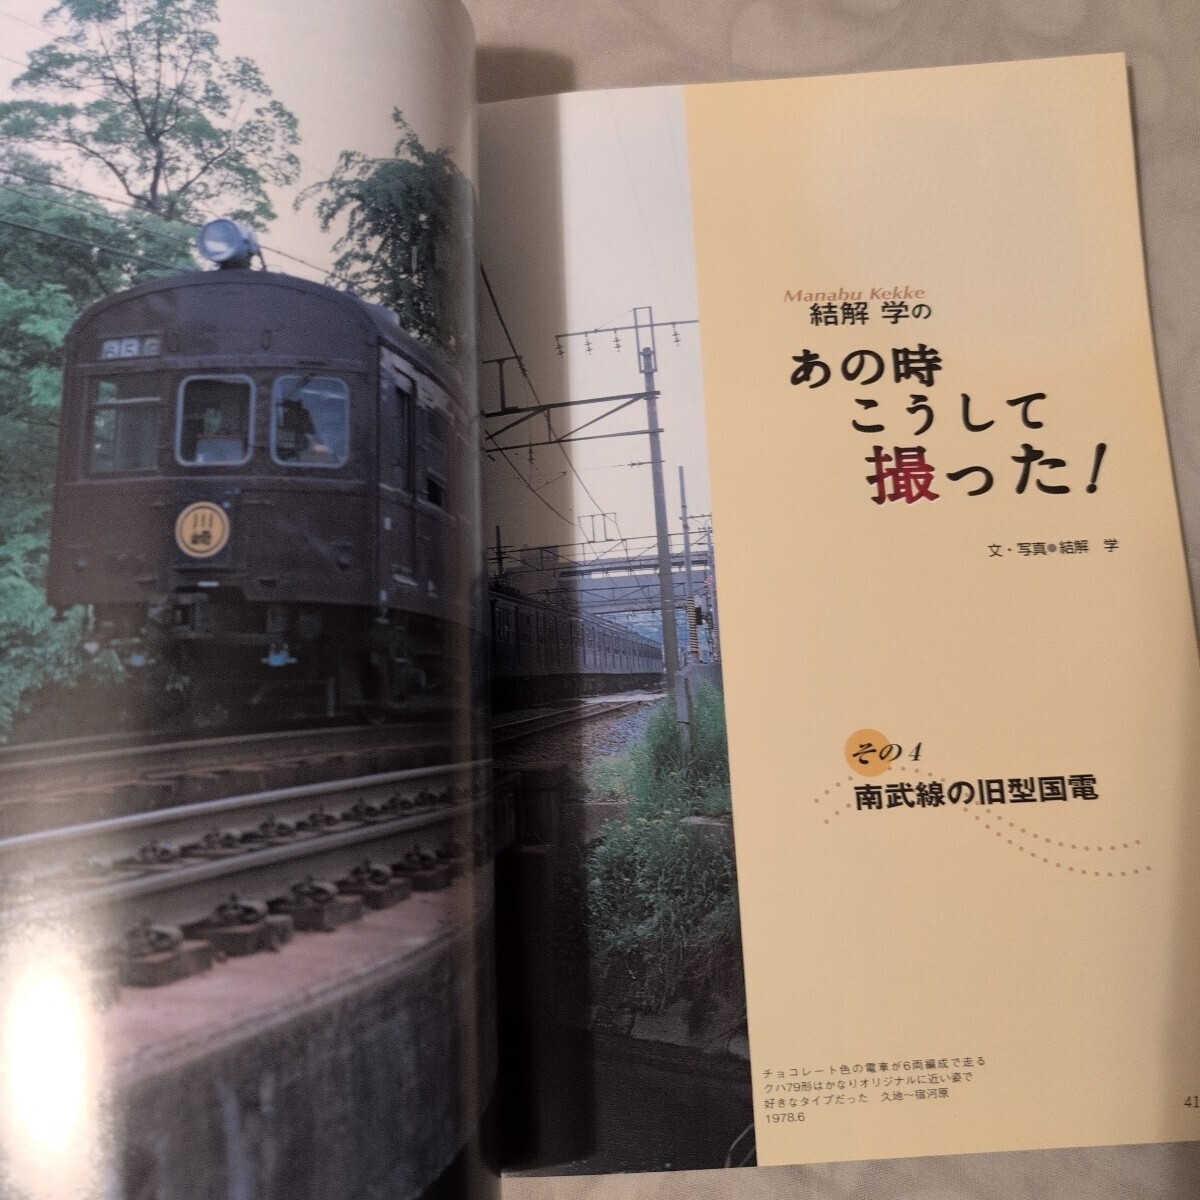 川
崎
Manabu Kekke
結解 学の
あの時
こうして
撮った!
文・写真●結解 学
その4
南武線の旧型国電
チョコレート色の電車が6両編成で走る
クハ79形はかなりオリジナルに近い姿で
好きなタイプだった 久地〜宿河原
1978.6
41